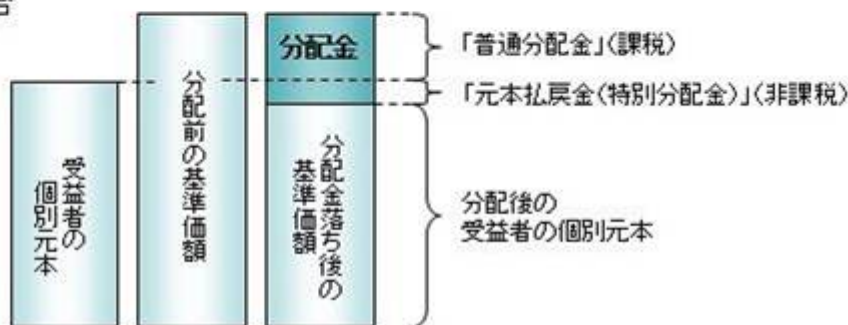 分配金
「普通分配金」(課税)
「元本払戻金(特別分配金)」(非課税)
受益者の
個別元本
分配前の基準価額
分配金落ち後の
基準価額
分配後の
受益者の個別元本